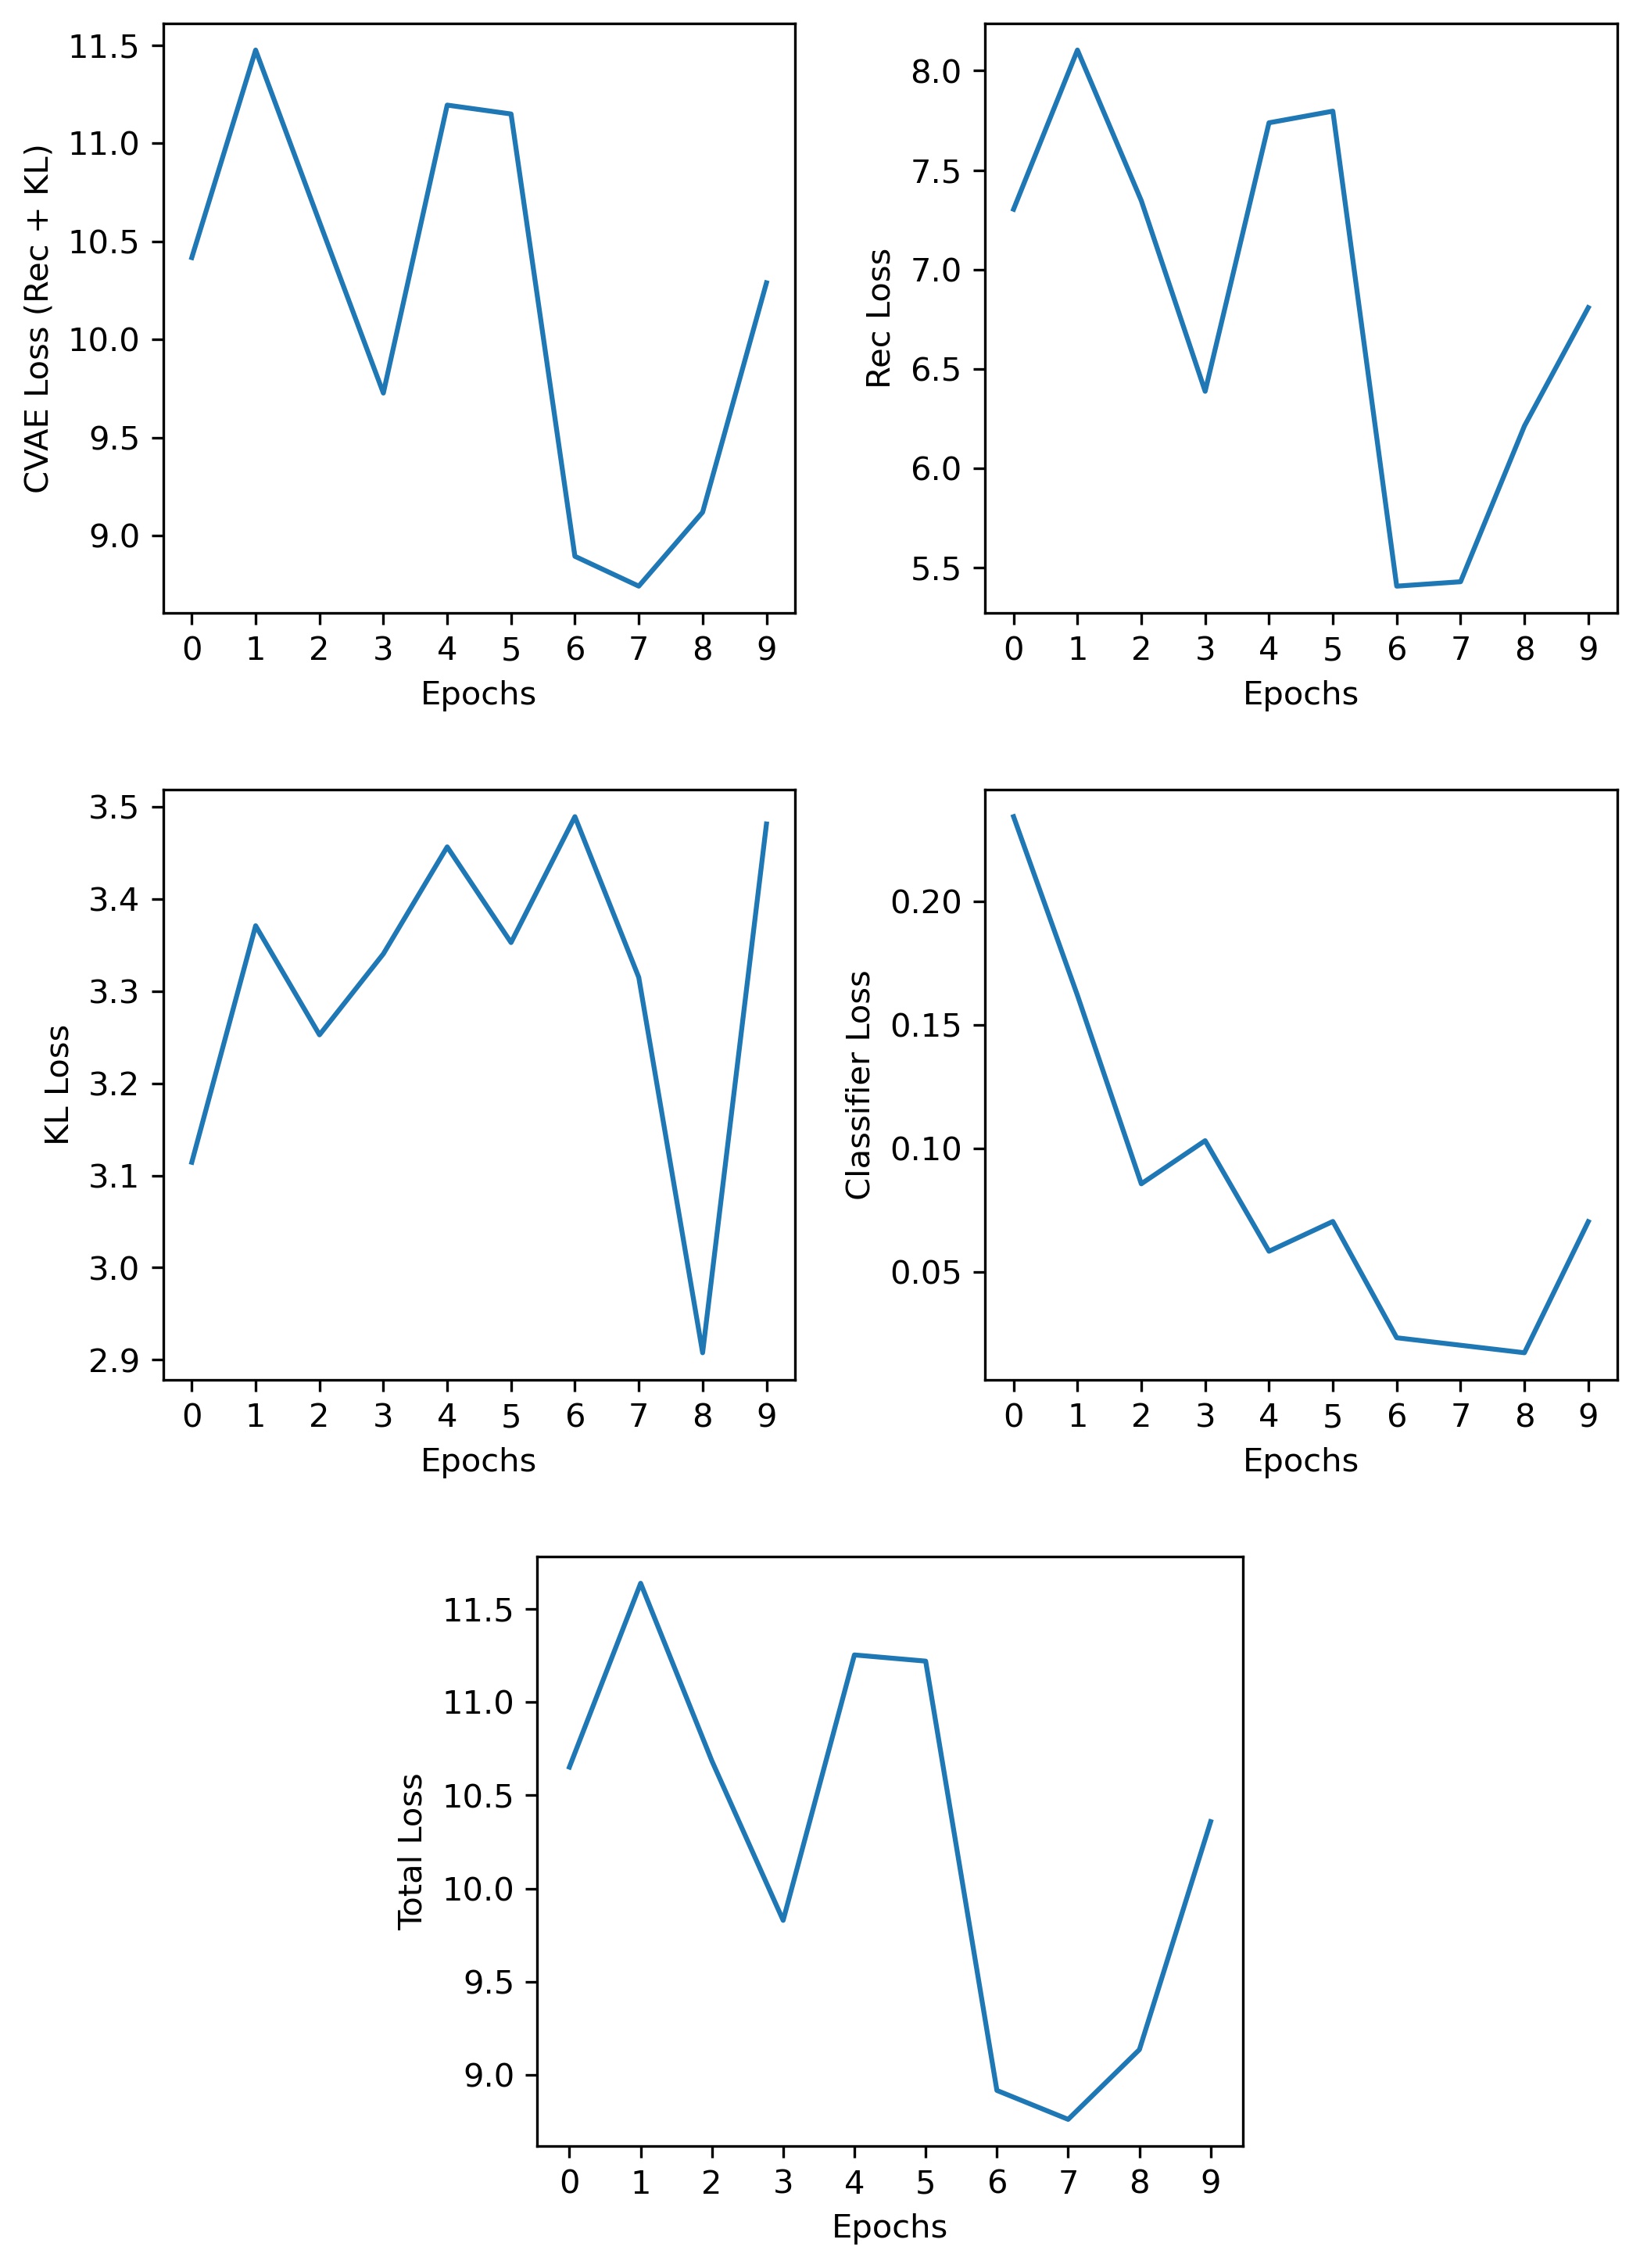 CVAE Loss (Rec + KL)
11.5
11.0
10.5
10.0
9.5
9.0
0 1 2 3 4 5 6 7 8 9
Epochs
Rec Loss
8.0
7.5
7.0
6.5
6.0
5.5
0 1 2 3 4 5 6 7 8 9
Epochs
KL Loss
3.5
3.4
3.3
3.2
3.1
3.0
2.9
0 1 2 3 4 5 6 7 8 9
Epochs
Classifier Loss
0.20
0.15
0.10
0.05
0 1 2 3 4 5 6 7 8 9
Epochs
Total Loss
11.5
11.0
10.5
10.0
9.5
9.0
0 1 2 3 4 5 6 7 8 9
Epochs